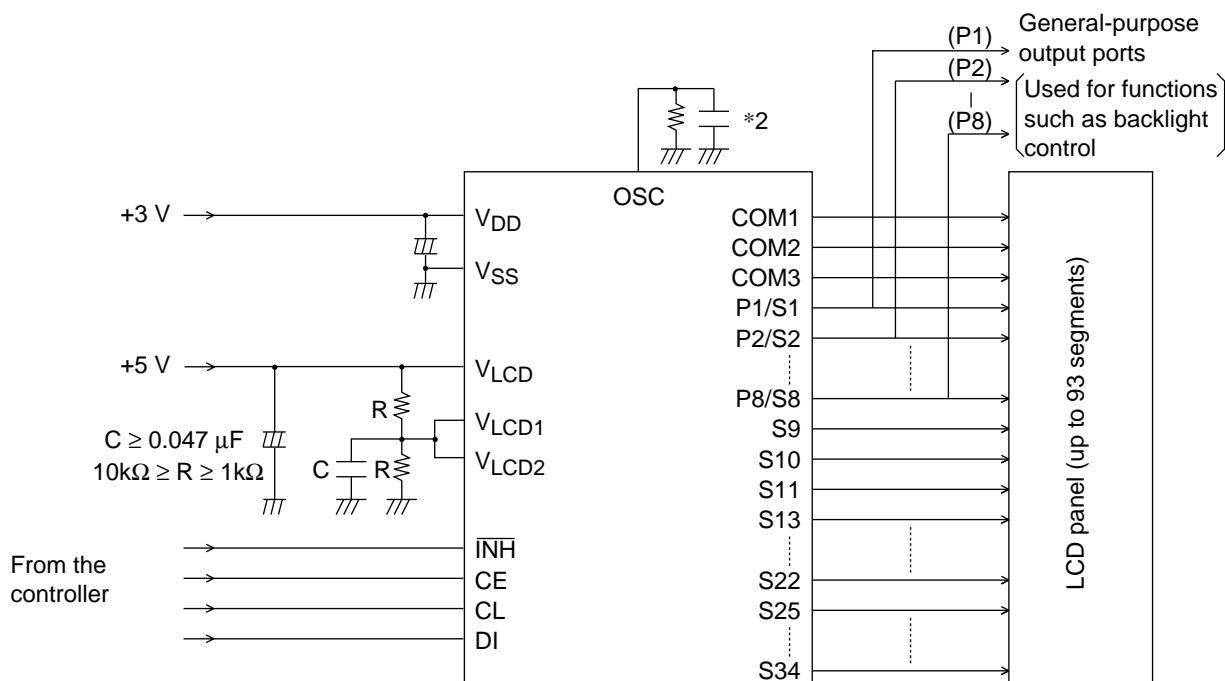 (P1)
General-purpose
output ports
(P2)
(P8)
Used for functions
such as backlight
control
*2
OSC
+3 V
VDD
VSS
+5 V
VLCD
R
VLCD1
VLCD2
C ≥ 0.047 μF
10kΩ ≥ R ≥ 1kΩ
C
R
From the
controller
INH
CE
CL
DI
COM1
COM2
COM3
P1/S1
P2/S2
P8/S8
S9
S10
S11
S13
S22
S25
S34
LCD panel (up to 93 segments)